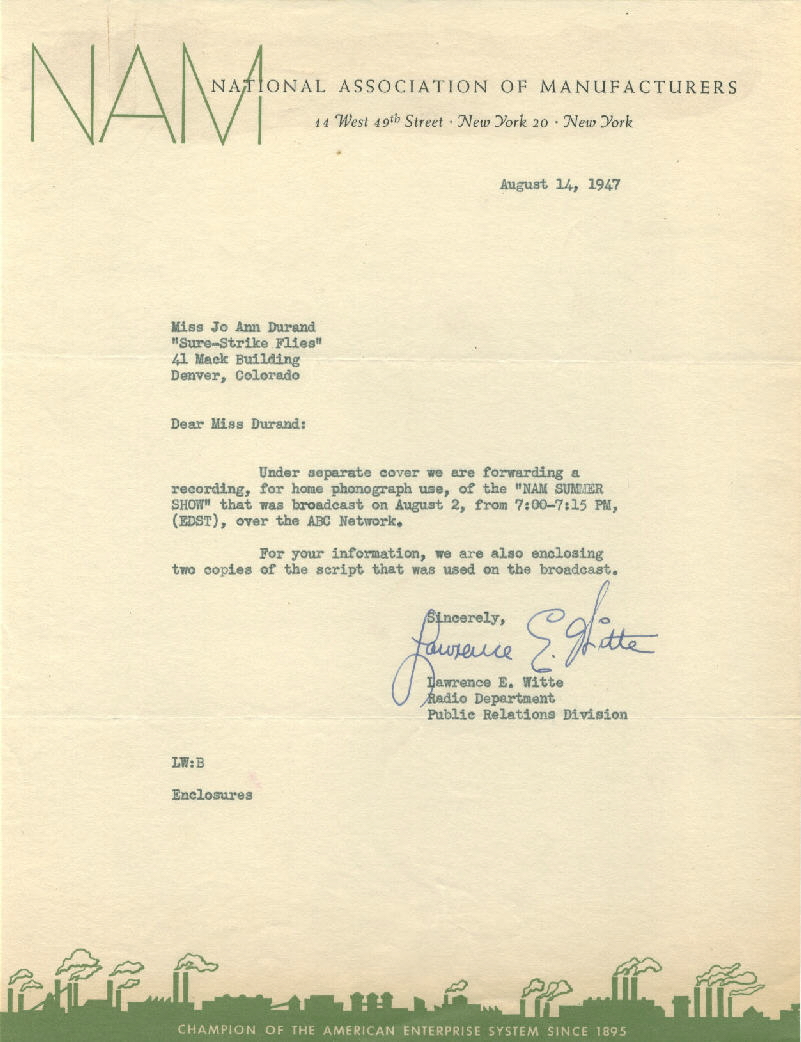 NAM
NATIONAL ASSOCIATION OF MANUFACTURERS
14 West 49th Street · New York 20 · New York
August 14, 1947
Miss Jo Ann Durand
"Sure-Strike Flies"
41 Mack Building
Denver, Colorado
Dear Miss Durand:
Under separate cover we are forwarding a
recording, for home phonograph use, of the "NAM SUMMER
SHOW" that was broadcast on August 2, from 7:00-7:15 PM,
(EDST), over the ABC Network.
For your information, we are also enclosing
two copies of the script that was used on the broadcast.
Sincerely,
Lawrence E. Witte
Lawrence E. Witte
Radio Department
Public Relations Division
LW:B
Enclosures
CHAMPION OF THE AMERICAN ENTERPRISE SYSTEM SINCE 1895